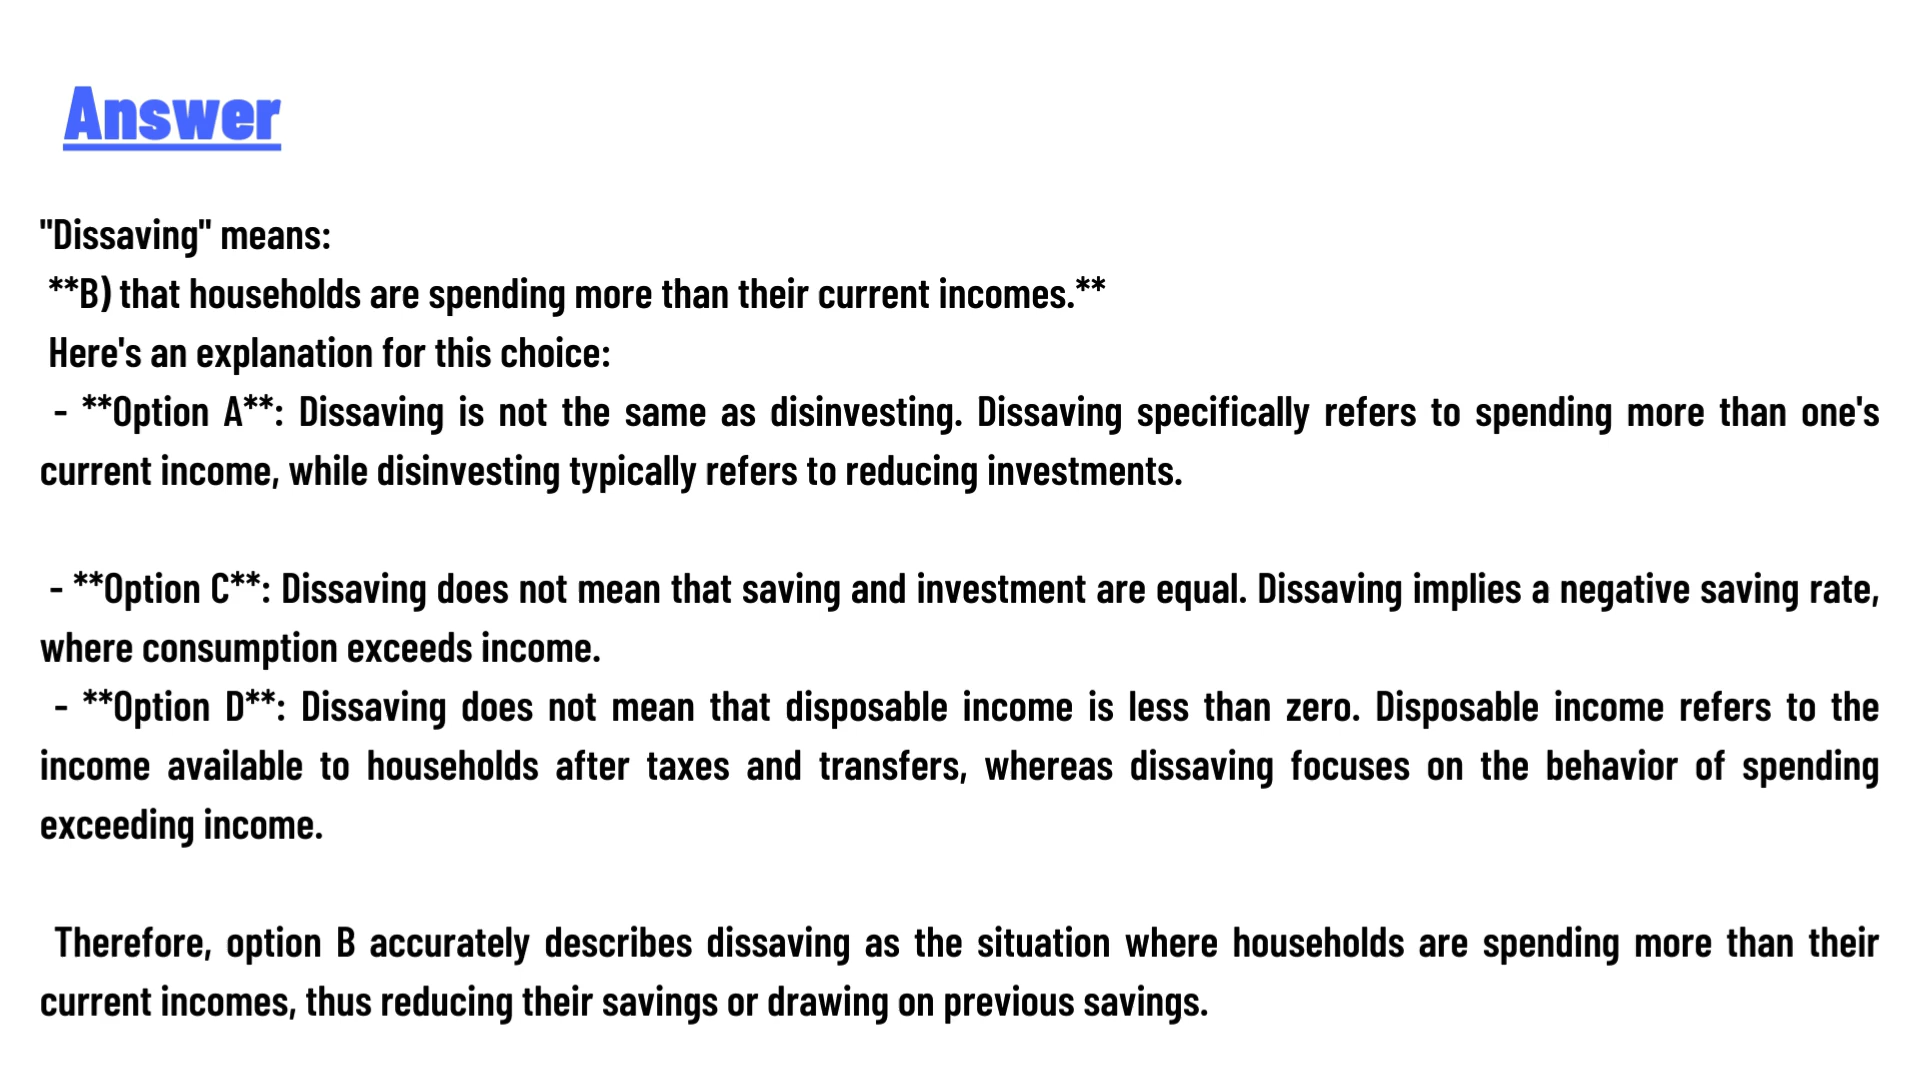 Answer
"Dissaving" means:
**B) that households are spending more than their current incomes.**
Here's an explanation for this choice:
- **Option A**: Dissaving is not the same as disinvesting. Dissaving specifically refers to spending more than one's
current income, while disinvesting typically refers to reducing investments.
- **Option C**: Dissaving does not mean that saving and investment are equal. Dissaving implies a negative saving rate,
where consumption exceeds income.
- **Option D**: Dissaving does not mean that disposable income is less than zero. Disposable income refers to the
income available to households after taxes and transfers, whereas dissaving focuses on the behavior of spending
exceeding income.
Therefore, option B accurately describes dissaving as the situation where households are spending more than their
current incomes, thus reducing their savings or drawing on previous savings.